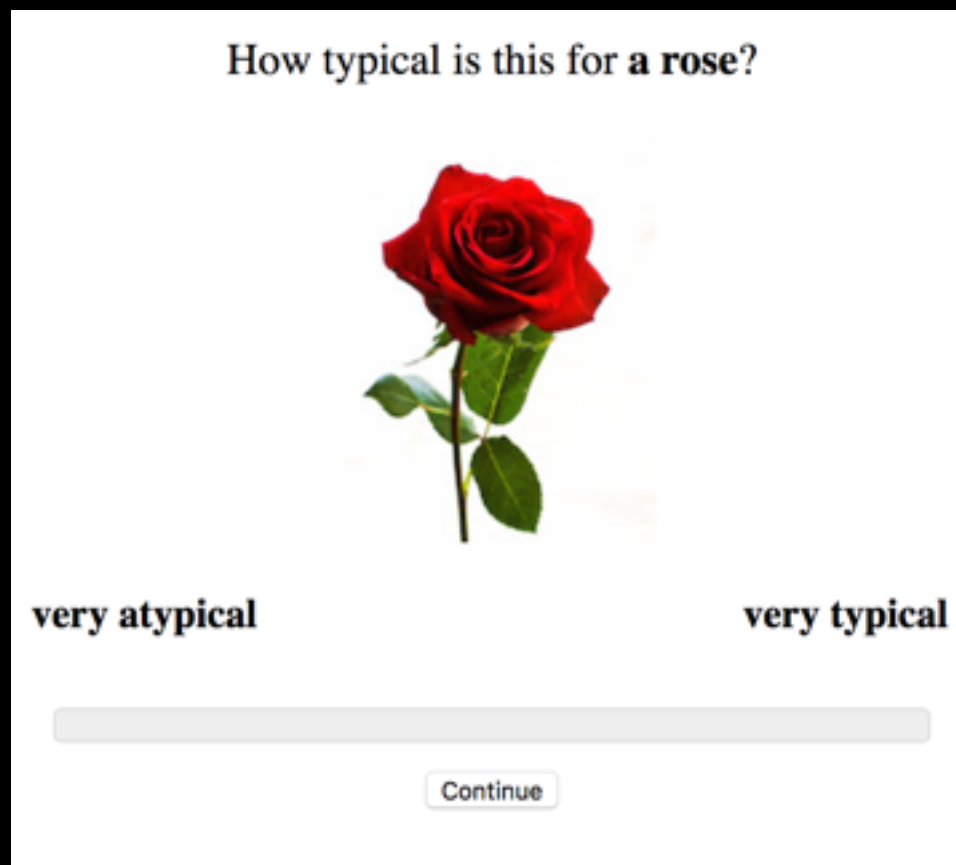 How typical is this for a rose?
very atypical
very typical
Continue